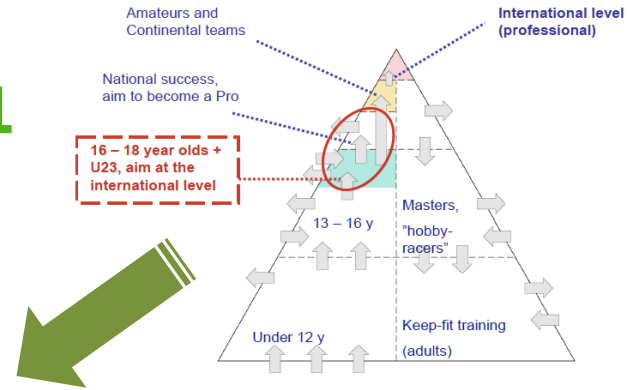 Amateurs and
Continental teams
International level
(professional)
National success,
aim to become a Pro
16 – 18 year olds +
U23, aim at the
international level
13 – 16 y
Masters,
"hobby-
racers"
Under 12 y
Keep-fit training
(adults)